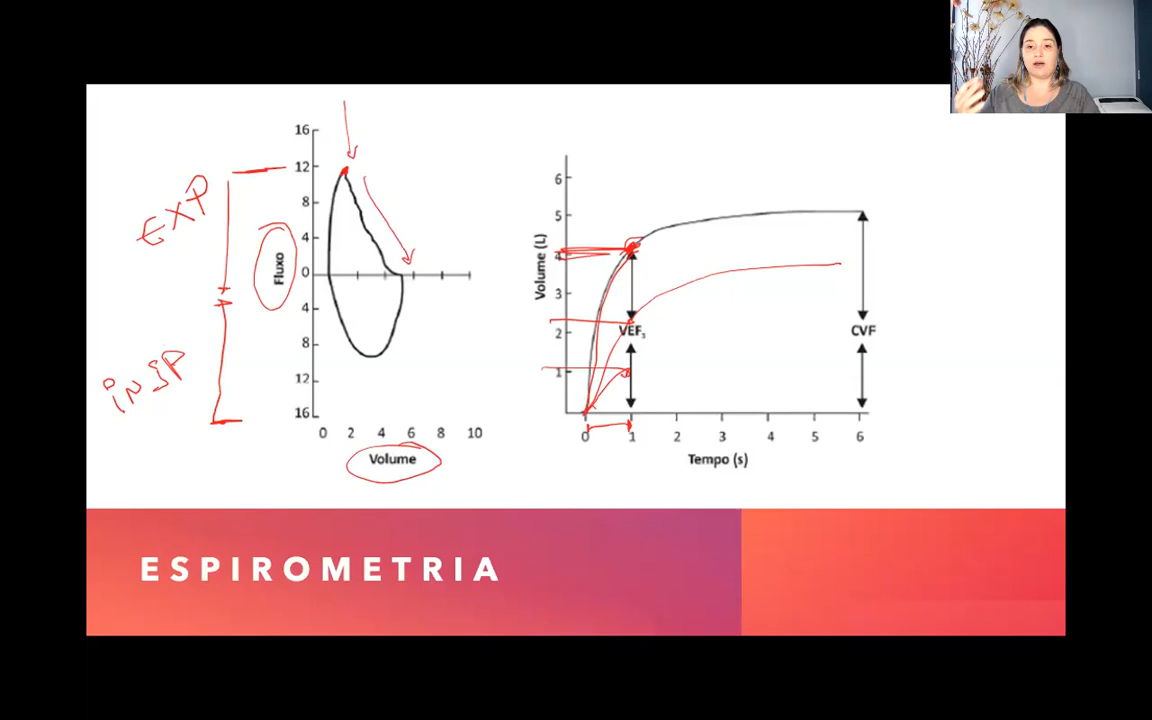 16
12
8
4
0
4
8
12
16
0 2 4 6 8 10
Fluxo
Volume
EXP
INSP
6
5
4
3
2
1
0 1 2 3 4 5 6
Volume (L)
VEF₁
CVF
Tempo (s)
ESPIROMETRIA